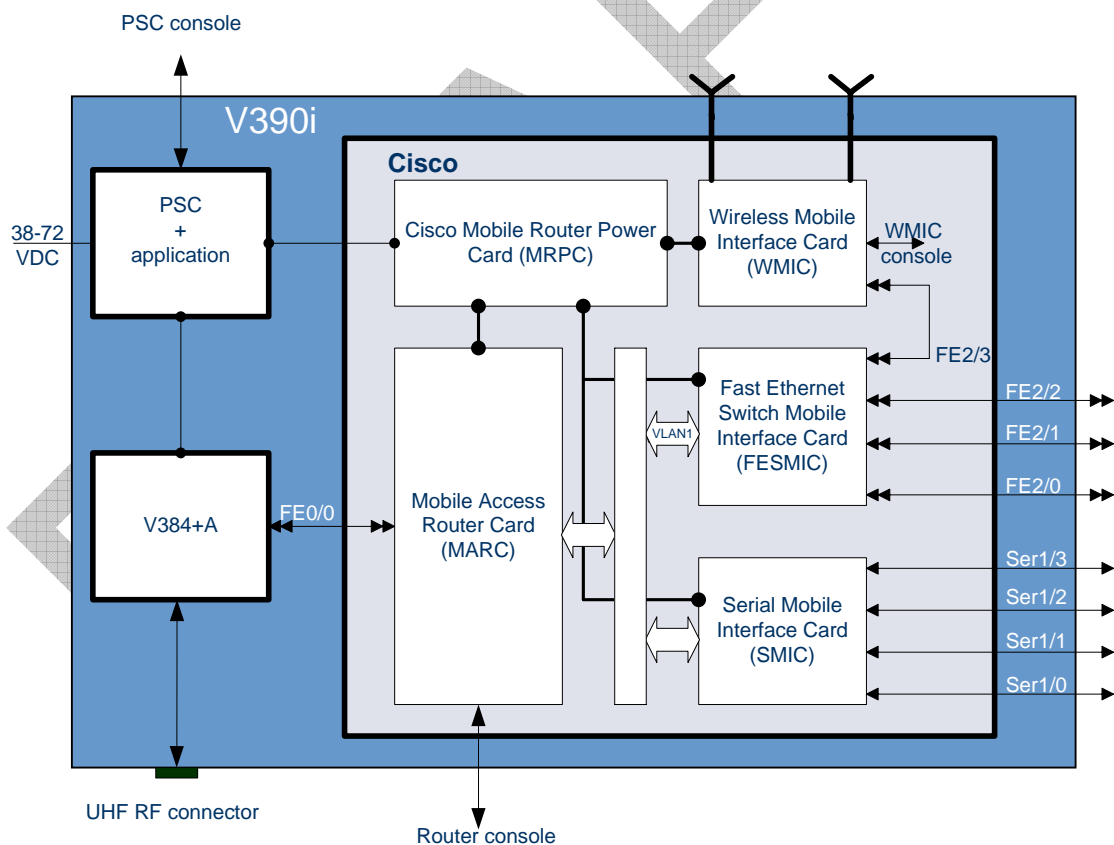 PSC console
V390i
Cisco
PSC
+
application
38-72
VDC
Cisco Mobile Router Power
Card (MRPC)
Wireless Mobile
Interface Card
(WMIC)
WMIC
console
FE2/3
Fast Ethernet
Switch Mobile
Interface Card
(FESMIC)
VLAN1
FE2/2
FE2/1
FE2/0
V384+A
FE0/0
Mobile Access
Router Card
(MARC)
Serial Mobile
Interface Card
(SMIC)
Ser1/3
Ser1/2
Ser1/1
Ser1/0
UHF RF connector
Router console